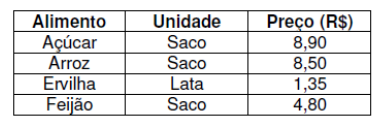 Alimento Unidade Preço (R$)
Açúcar Saco 8,90
Arroz Saco 8,50
Ervilha Lata 1,35
Feijão Saco 4,80